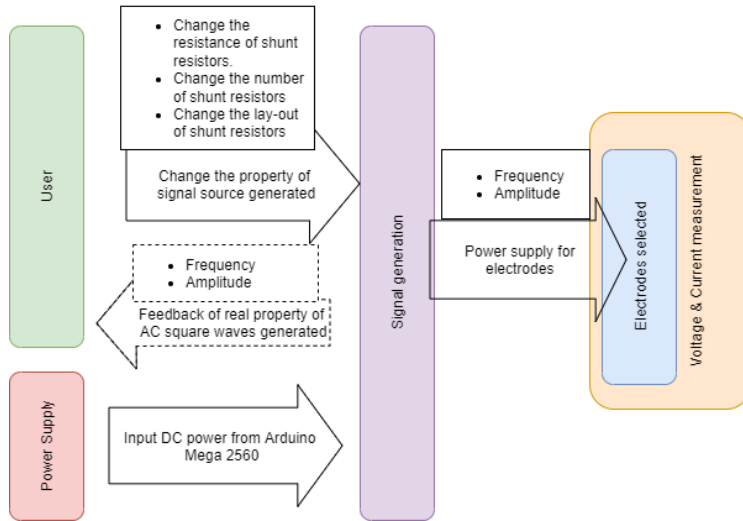 User
• Change the
resistance of shunt
resistors.
• Change the number
of shunt resistors
• Change the lay-out
of shunt resistors
Change the property of
signal source generated
• Frequency
• Amplitude
Feedback of real property of
AC square waves generated
Power Supply
Input DC power from Arduino
Mega 2560
Signal generation
• Frequency
• Amplitude
Power supply for
electrodes
Electrodes selected
Voltage & Current measurement